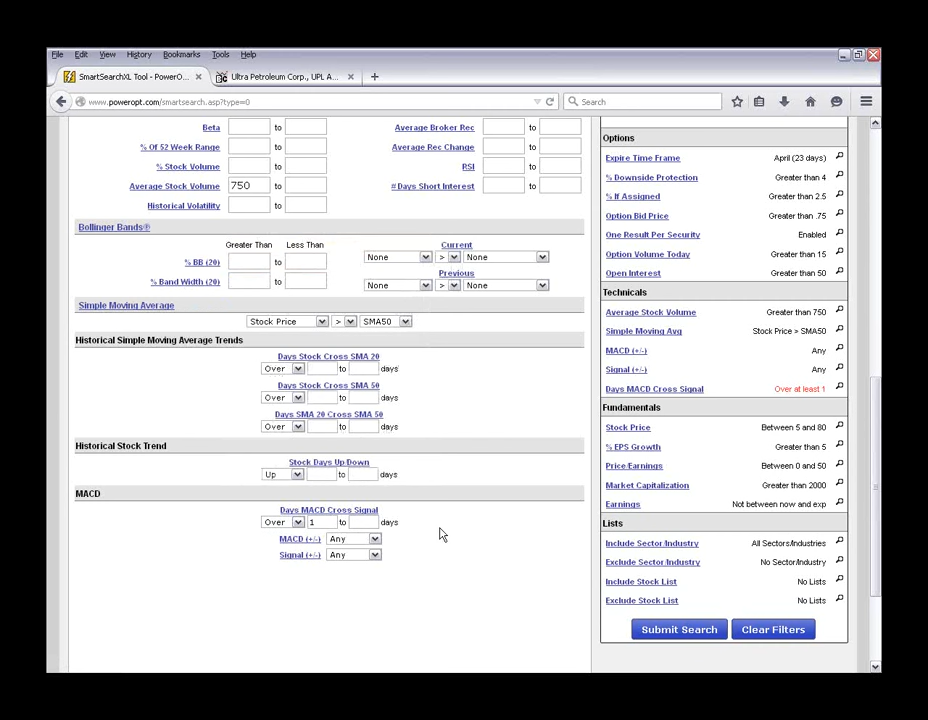 File Edit View History Bookmarks Tools Help
SmartSearchXL Tool - PowerO... × Ultra Petroleum Corp., UPL A... × +
www.poweropt.com/smartsearch.asp?type=0 Search
Beta to Average Broker Rec to
% Of 52 Week Range to Average Rec Change to
% Stock Volume to RSI to
Average Stock Volume 750 to # Days Short Interest to
Historical Volatility to
Bollinger Bands®
Greater Than Less Than Current
% BB (20) to None > None
Previous
% Band Width (20) to None > None
Simple Moving Average
Stock Price > SMA50
Historical Simple Moving Average Trends
Days Stock Cross SMA 20
Over to days
Days Stock Cross SMA 50
Over to days
Days SMA 20 Cross SMA 50
Over to days
Historical Stock Trend
Stock Days Up/Down
Up to days
MACD
Days MACD Cross Signal
Over 1 to days
MACD (+/-) Any
Signal (+/-) Any
Options
Expire Time Frame April (23 days)
% Downside Protection Greater than 4
% If Assigned Greater than 2.5
Option Bid Price Greater than .75
One Result Per Security Enabled
Option Volume Today Greater than 15
Open Interest Greater than 50
Technicals
Average Stock Volume Greater than 750
Simple Moving Avg Stock Price > SMA50
MACD (+/-) Any
Signal (+/-) Any
Days MACD Cross Signal Over at least 1
Fundamentals
Stock Price Between 5 and 80
% EPS Growth Greater than 5
Price/Earnings Between 0 and 50
Market Capitalization Greater than 2000
Earnings Not between now and exp
Lists
Include Sector/Industry All Sectors/Industries
Exclude Sector/Industry No Sector/Industry
Include Stock List No Lists
Exclude Stock List No Lists
Submit Search Clear Filters